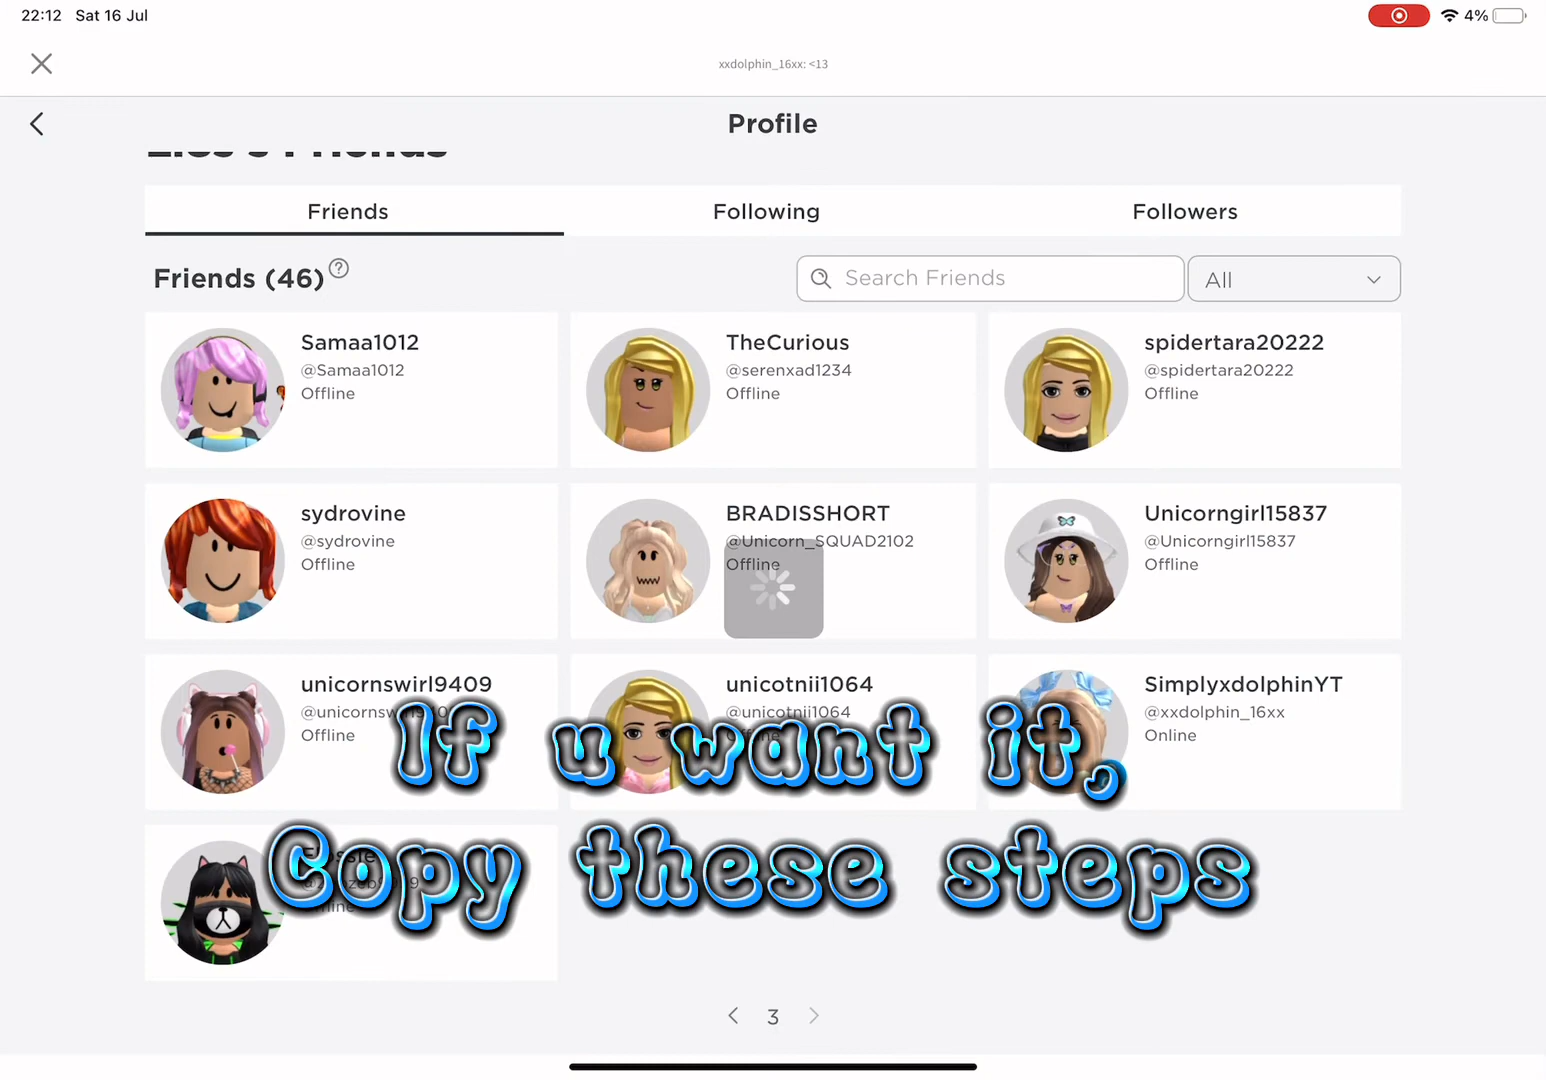 22:12 Sat 16 Jul 4%
xxdolphin_16xx: <13
Profile
Friends
Friends Following Followers
Friends (46) ?
Search Friends All
Samaa1012 TheCurious spidertara20222
@Samaa1012 @serenxad1234 @spidertara20222
Offline Offline Offline
sydrovine BRADISSHORT Unicorngirl15837
@sydrovine @Unicorn_SQUAD2102 @Unicorngirl15837
Offline Offline Offline
unicornswirl9409 unicotnii1064 SimplyxdolphinYT
@unicotnii1064 @xxdolphin_16xx
Offline Online
If u want it,
Copy these steps
3